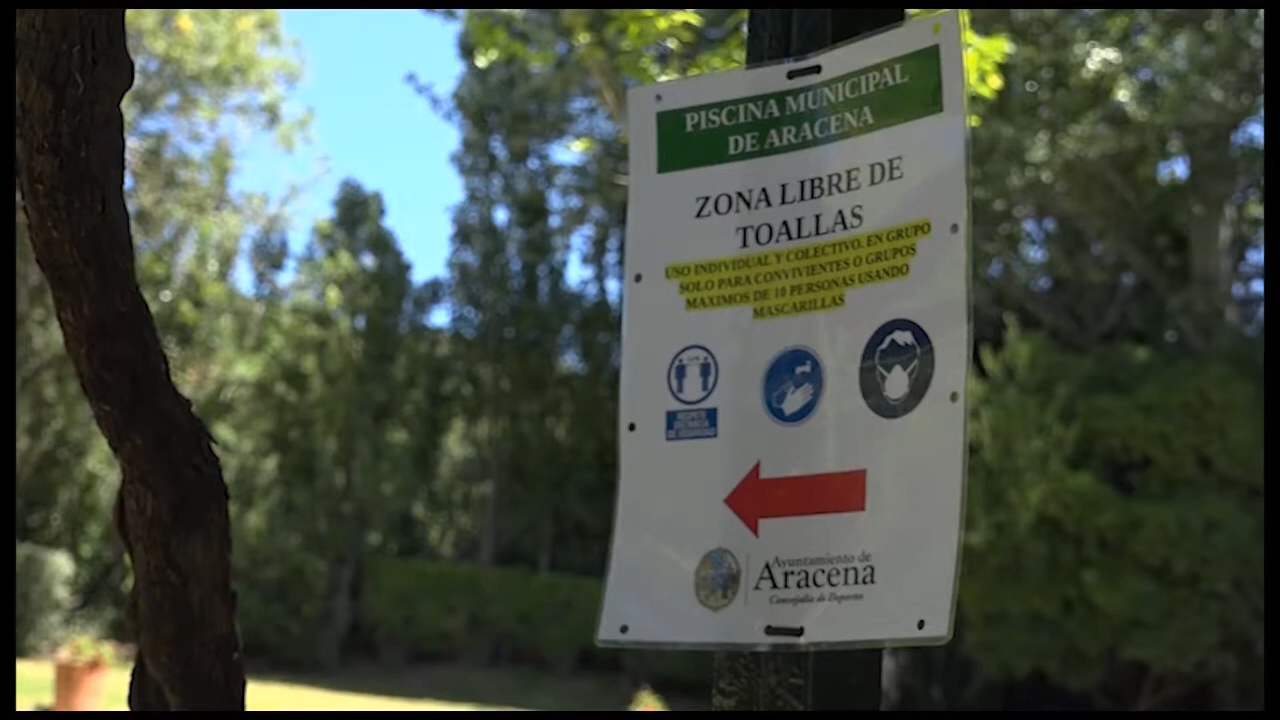 PISCINA MUNICIPAL
DE ARACENA
ZONA LIBRE DE
TOALLAS
USO INDIVIDUAL Y COLECTIVO. EN GRUPO
SOLO PARA CONVIVIENTES O GRUPOS
MAXIMOS DE 10 PERSONAS USANDO
MASCARILLAS
Ayuntamiento de
Aracena
Concejalía de Deportes